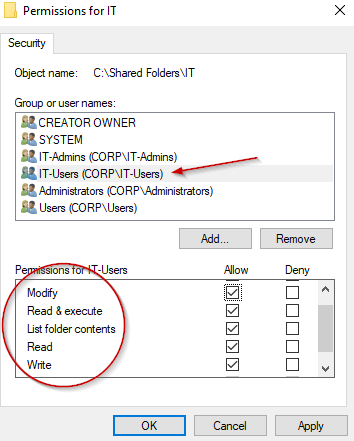 Permissions for IT
Security
Object name: C:\Shared Folders\IT
Group or user names:
CREATOR OWNER
SYSTEM
IT-Admins (CORP\IT-Admins)
IT-Users (CORP\IT-Users)
Administrators (CORP\Administrators)
Users (CORP\Users)
Add... Remove
Permissions for IT-Users Allow Deny
Modify
Read & execute
List folder contents
Read
Write
OK Cancel Apply